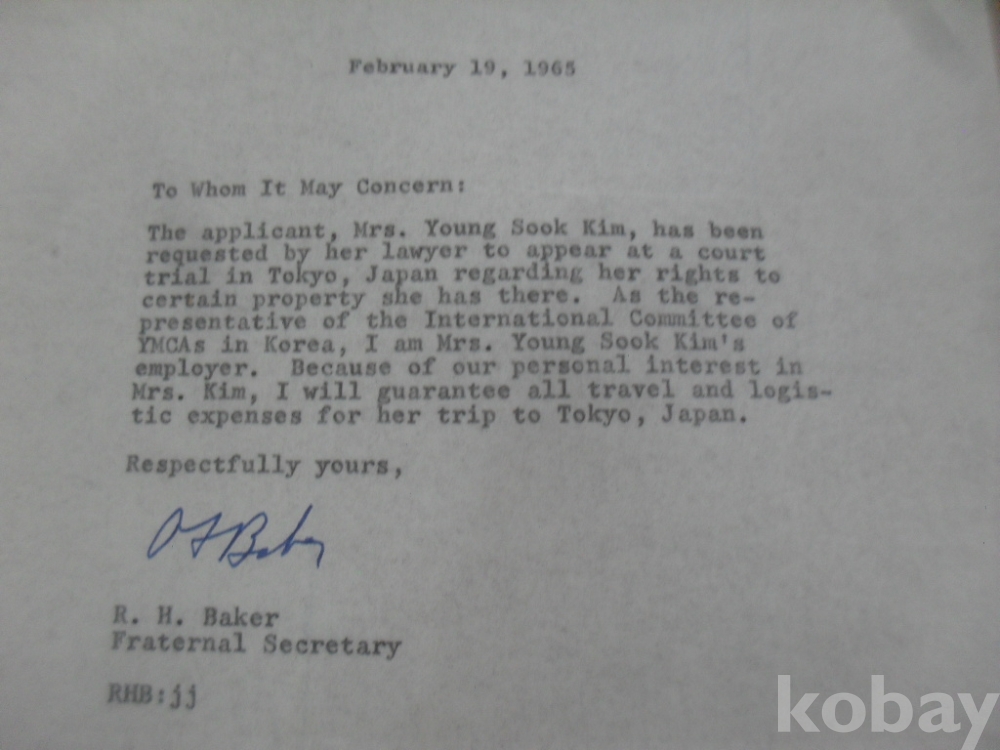 February 19, 1965
To Whom It May Concern:
The applicant, Mrs. Young Sook Kim, has been
requested by her lawyer to appear at a court
trial in Tokyo, Japan regarding her rights to
certain property she has there. As the re-
presentative of the International Committee of
YMCAs in Korea, I am Mrs. Young Sook Kim's
employer. Because of our personal interest in
Mrs. Kim, I will guarantee all travel and logis-
tic expenses for her trip to Tokyo, Japan.
Respectfully yours,
Baker
R. H. Baker
Fraternal Secretary
RHB:jj
kobay